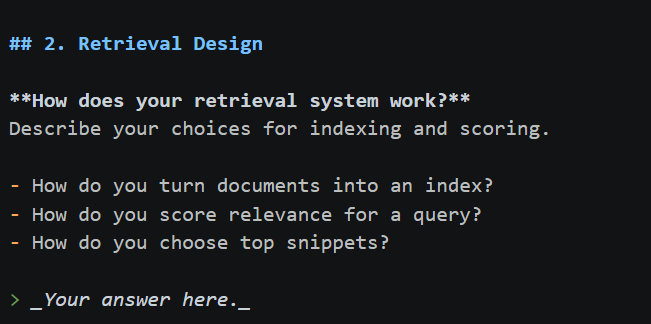 ## 2. Retrieval Design
**How does your retrieval system work?**
Describe your choices for indexing and scoring.
- How do you turn documents into an index?
- How do you score relevance for a query?
- How do you choose top snippets?
> _Your answer here._